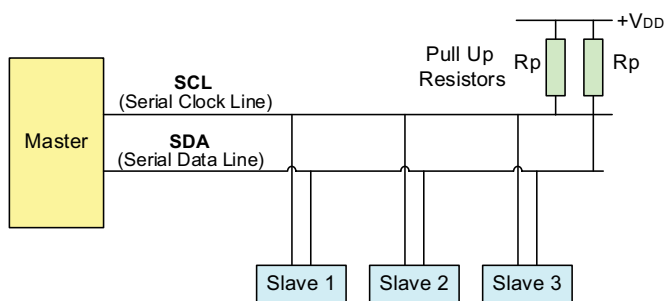 +VDD
Pull Up
Resistors
Rp
Rp
SCL
(Serial Clock Line)
Master
SDA
(Serial Data Line)
Slave 1
Slave 2
Slave 3